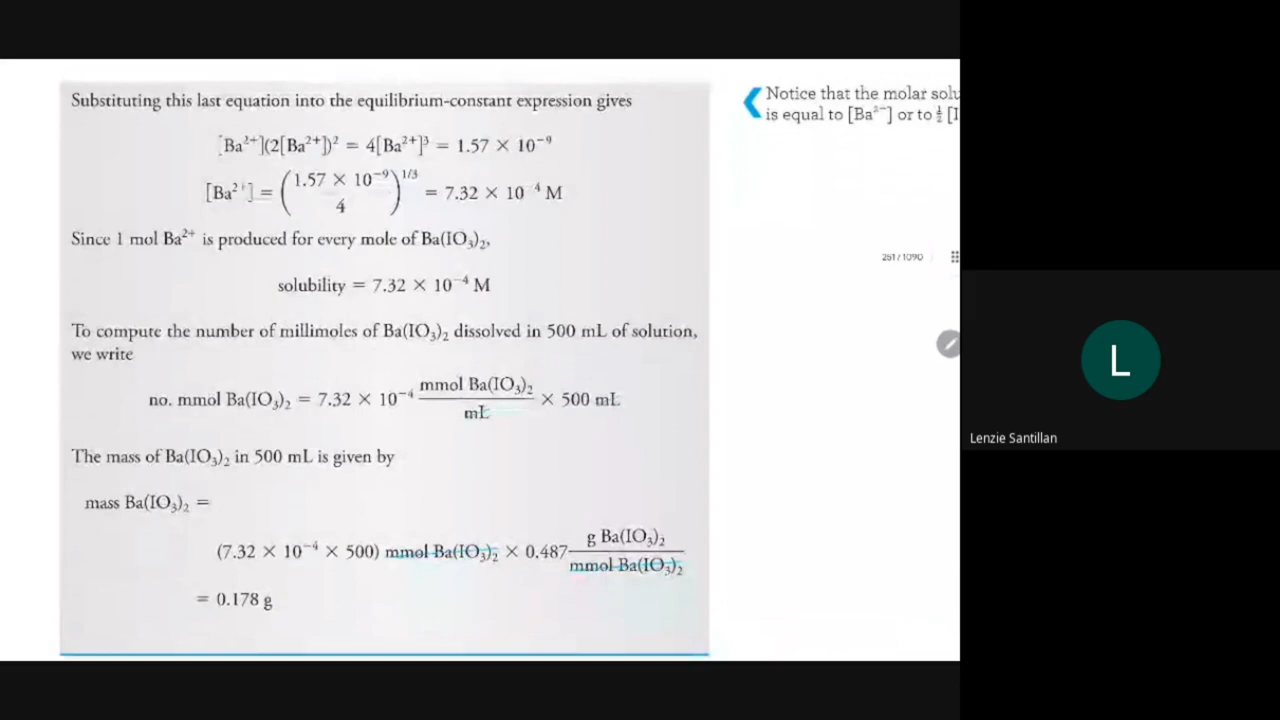 Substituting this last equation into the equilibrium-constant expression gives
[Ba²⁺](2[Ba²⁺])² = 4[Ba²⁺]³ = 1.57 × 10⁻⁹
[Ba²⁺] = (1.57 × 10⁻⁹ / 4)^1/3 = 7.32 × 10⁻⁴ M
Since 1 mol Ba²⁺ is produced for every mole of Ba(IO₃)₂,
solubility = 7.32 × 10⁻⁴ M
To compute the number of millimoles of Ba(IO₃)₂ dissolved in 500 mL of solution,
we write
no. mmol Ba(IO₃)₂ = 7.32 × 10⁻⁴ mmol Ba(IO₃)₂ / mL × 500 mL
The mass of Ba(IO₃)₂ in 500 mL is given by
mass Ba(IO₃)₂ =
(7.32 × 10⁻⁴ × 500) mmol Ba(IO₃)₂ × 0.487 g Ba(IO₃)₂ / mmol Ba(IO₃)₂
= 0.178 g
Notice that the molar
is equal to [Ba²⁺] or to ½
261 / 1090
L
Lenzie Santillan